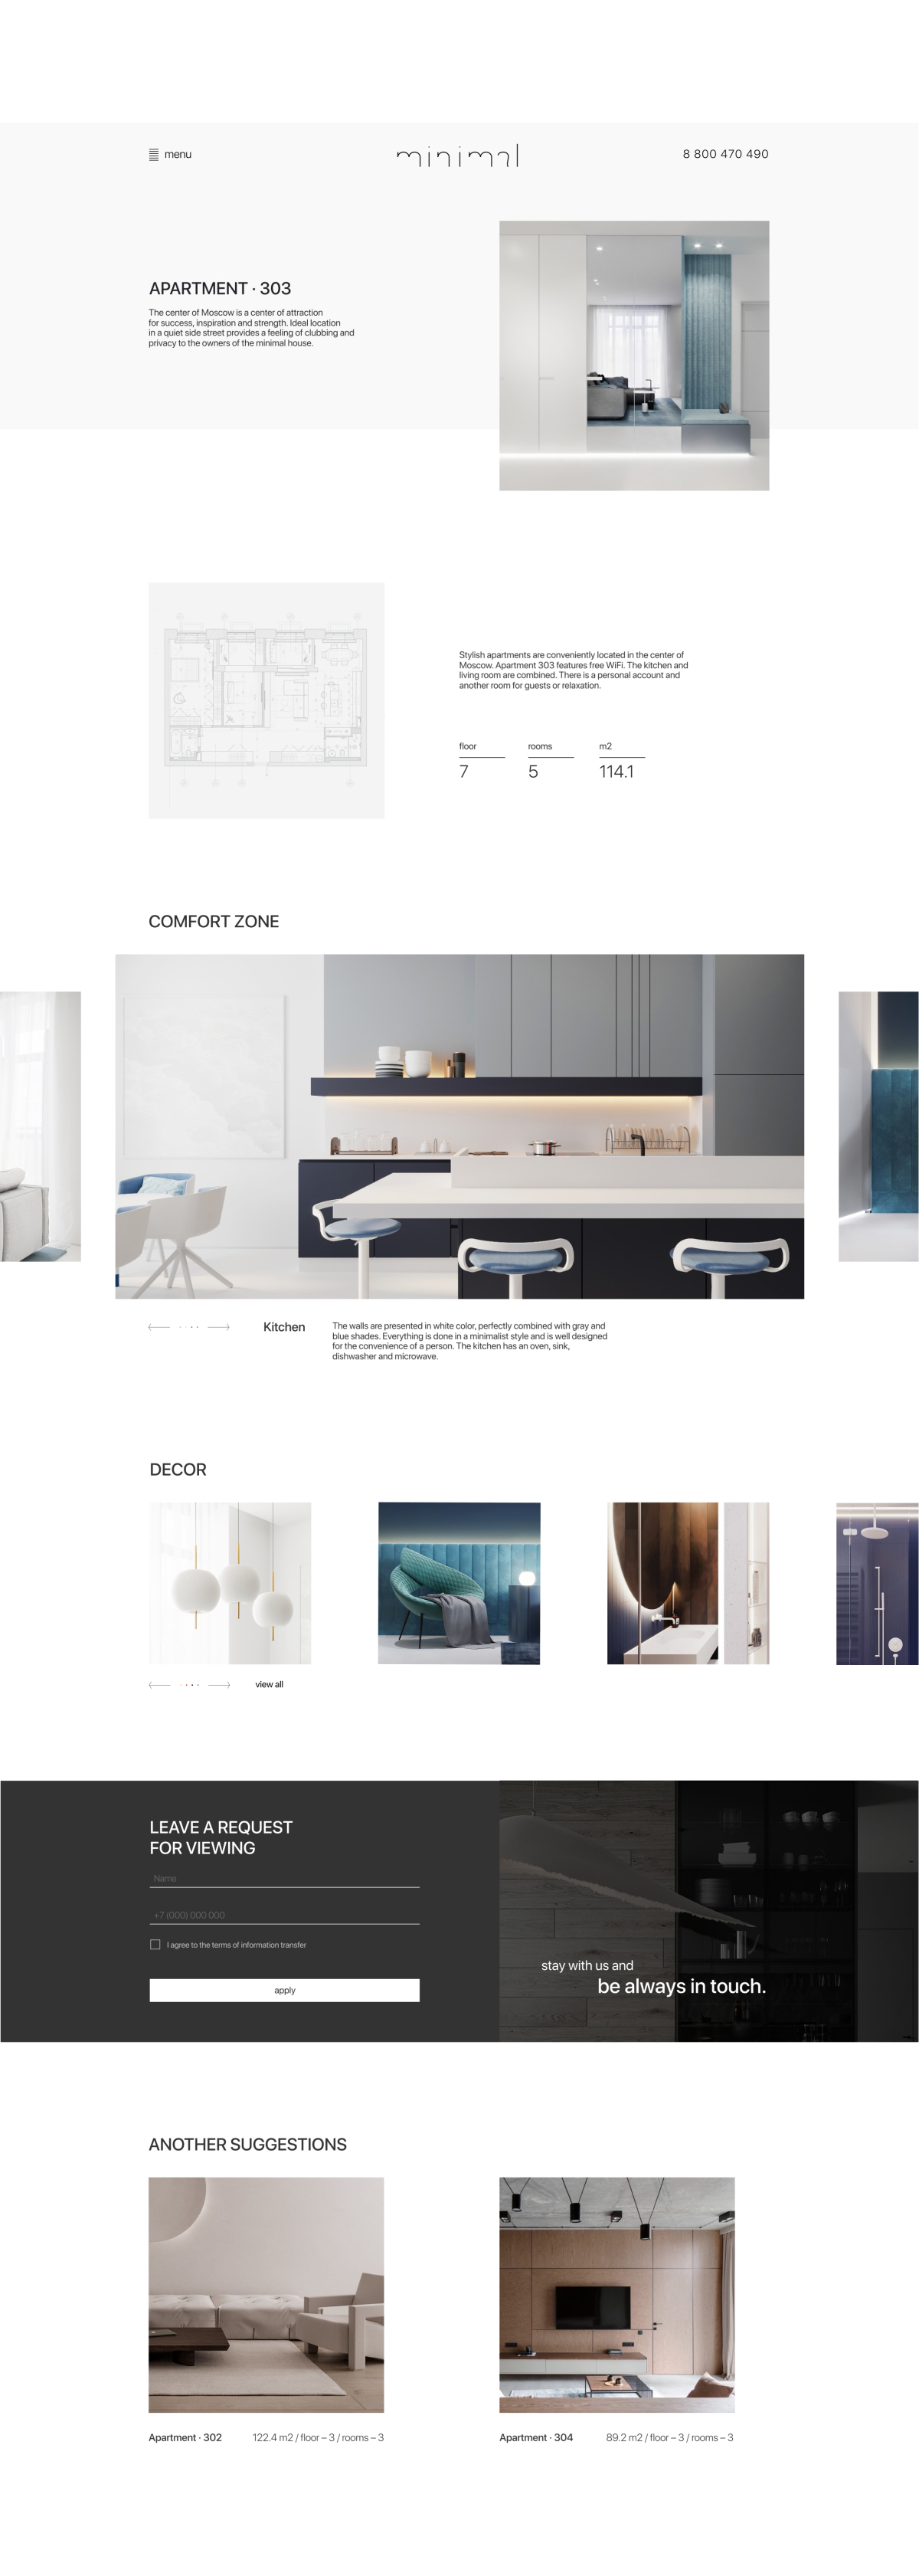 menu
minimal
8 800 470 490
APARTMENT · 303
The center of Moscow is a center of attraction
for success, inspiration and strength. Ideal location
in a quiet side street provides a feeling of clubbing and
privacy to the owners of the minimal house.
Stylish apartments are conveniently located in the center of
Moscow. Apartment 303 features free WiFi. The kitchen and
living room are combined. There is a personal account and
another room for guests or relaxation.
floor rooms m2
7 5 114.1
COMFORT ZONE
Kitchen
The walls are presented in white color, perfectly combined with gray and
blue shades. Everything is done in a minimalist style and is well designed
for the convenience of a person. The kitchen has an oven, sink,
dishwasher and microwave.
DECOR
view all
LEAVE A REQUEST
FOR VIEWING
Name
+7 (000) 000 000
I agree to the terms of information transfer
apply
stay with us and
be always in touch.
ANOTHER SUGGESTIONS
Apartment · 302 122.4 m2 / floor – 3 / rooms – 3
Apartment · 304 89.2 m2 / floor – 3 / rooms – 3